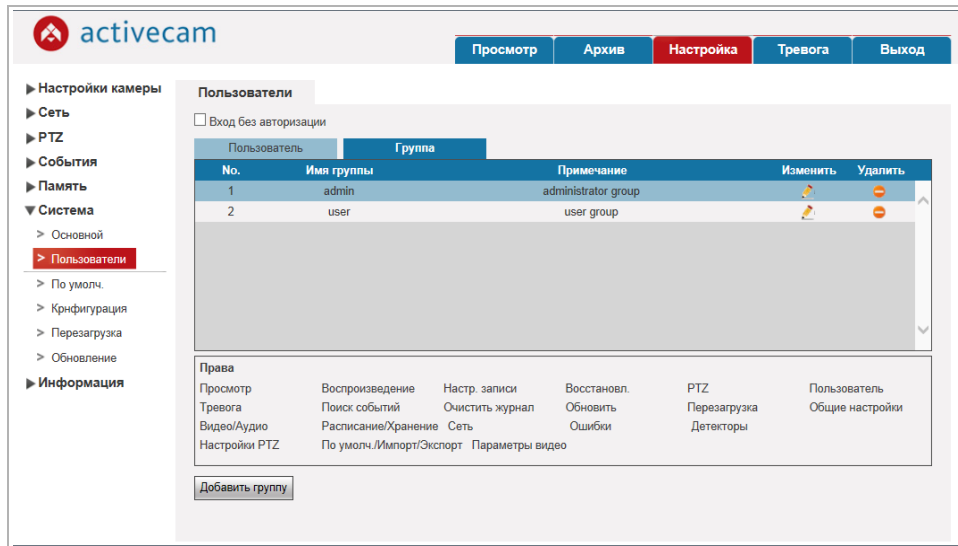 activecam
Просмотр Архив Настройка Тревога Выход
Настройки камеры
Сеть
PTZ
События
Память
Система
> Основной
> Пользователи
> По умолч.
> Крнфигурация
> Перезагрузка
> Обновление
Информация
Пользователи
Вход без авторизации
Пользователь Группа
No. Имя группы Примечание Изменить Удалить
1 admin administrator group
2 user user group
Права
Просмотр Воспроизведение Настр. записи Восстановл. PTZ Пользователь
Тревога Поиск событий Очистить журнал Обновить Перезагрузка Общие настройки
Видео/Аудио Расписание/Хранение Сеть Ошибки Детекторы
Настройки PTZ По умолч./Импорт/Экспорт Параметры видео
Добавить группу